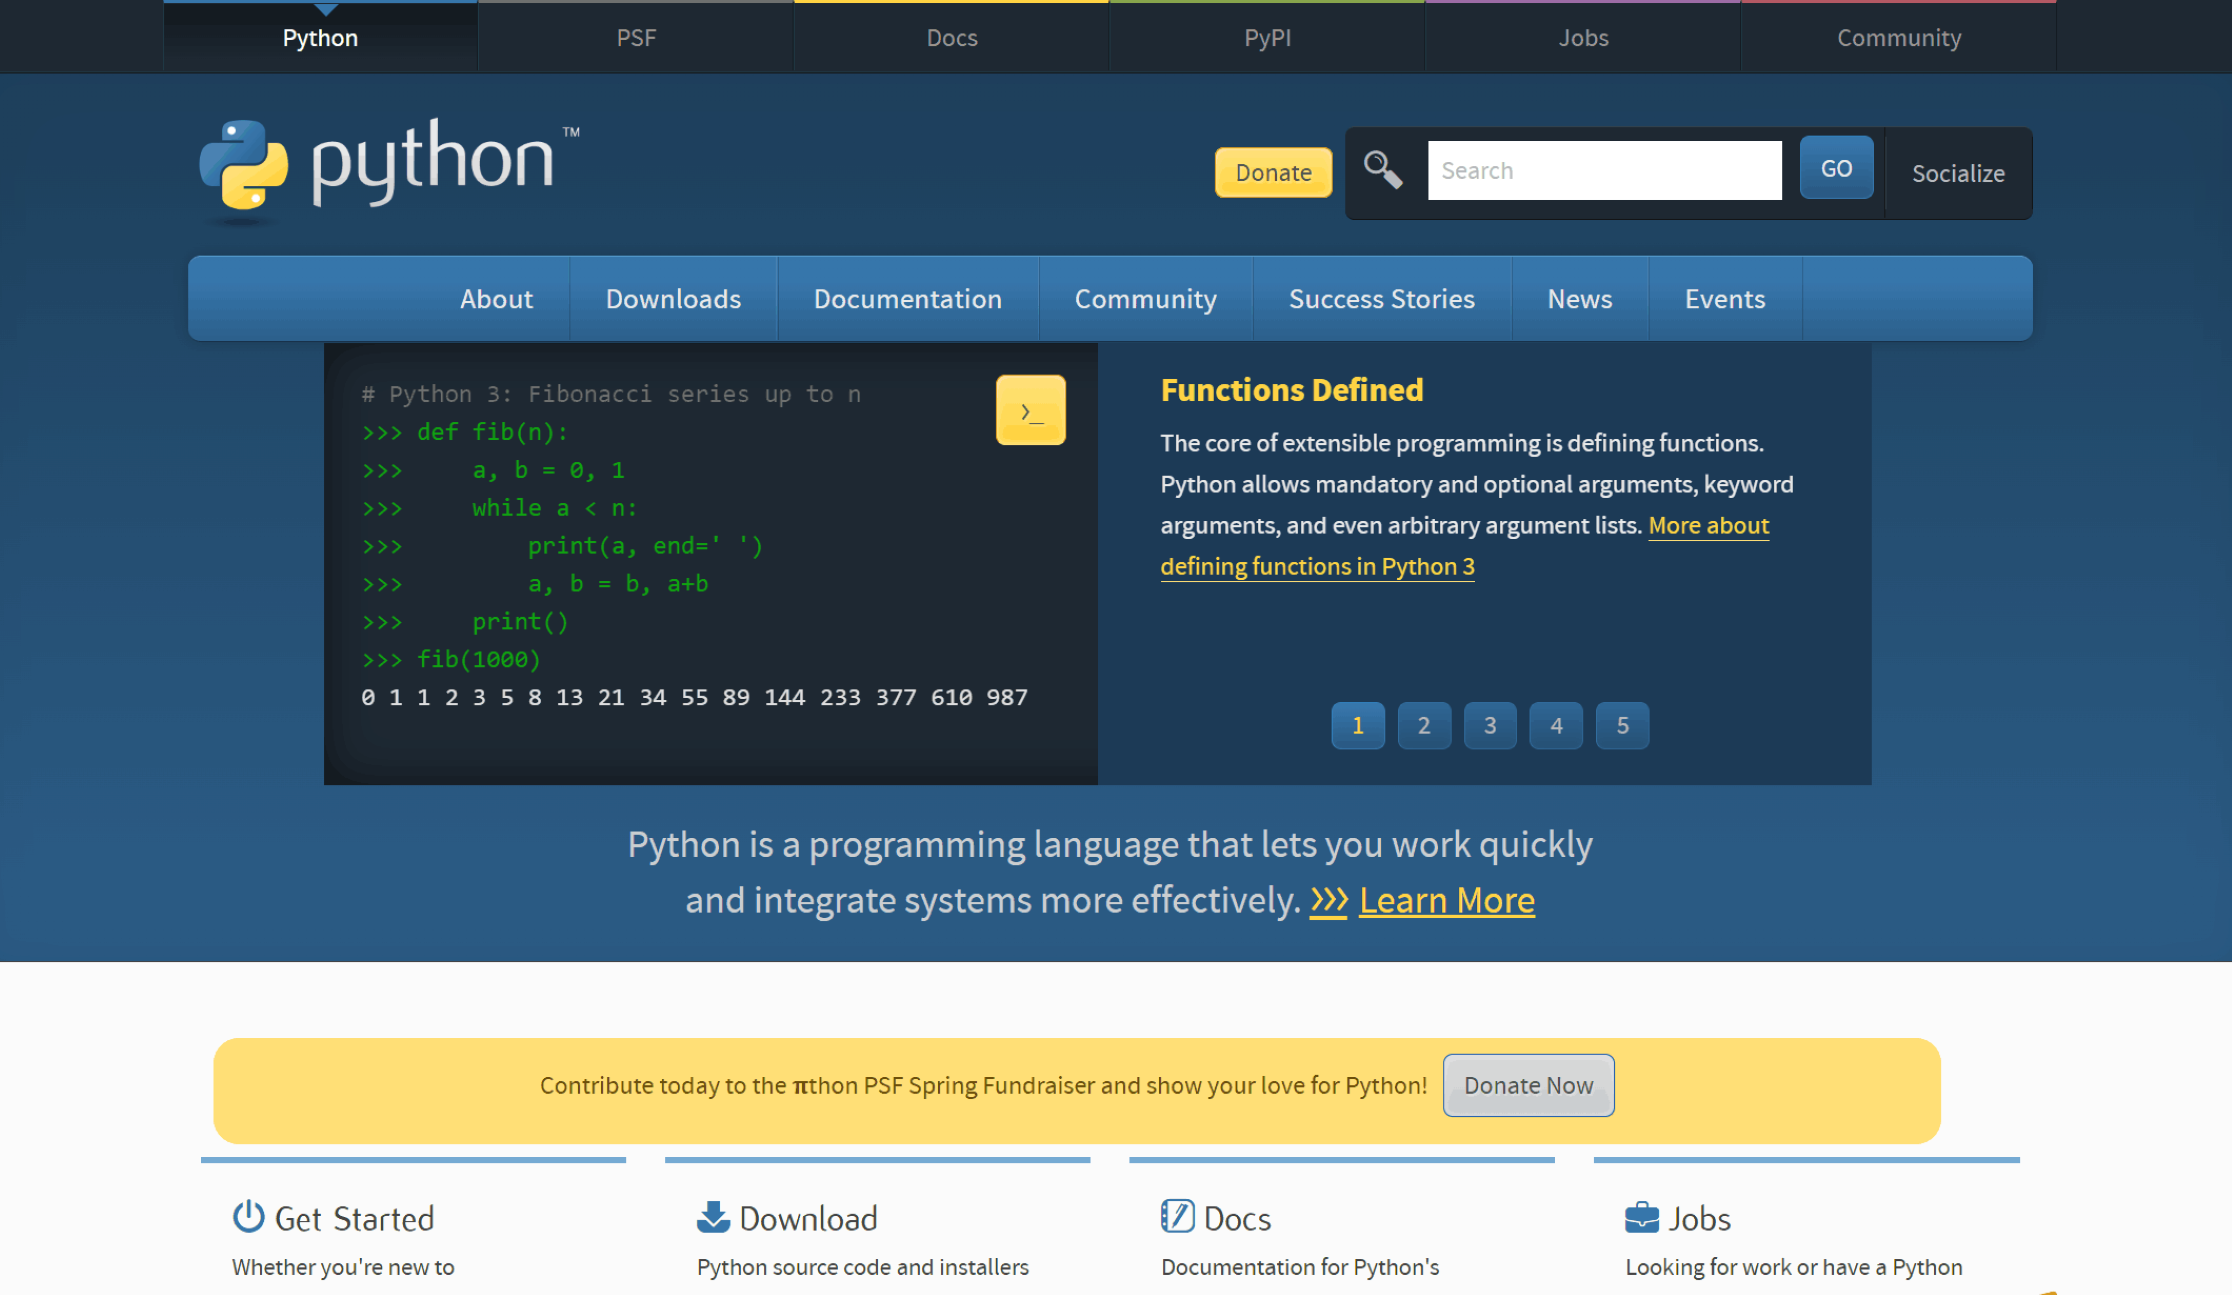 Python
PSF
Docs
PyPI
Jobs
Community
python™
Donate
Search
GO
Socialize
About
Downloads
Documentation
Community
Success Stories
News
Events
# Python 3: Fibonacci series up to n
>>> def fib(n):
>>>     a, b = 0, 1
>>>     while a < n:
>>>         print(a, end=' ')
>>>         a, b = b, a+b
>>>     print()
>>> fib(1000)
0 1 1 2 3 5 8 13 21 34 55 89 144 233 377 610 987
>_
Functions Defined
The core of extensible programming is defining functions.
Python allows mandatory and optional arguments, keyword
arguments, and even arbitrary argument lists. More about
defining functions in Python 3
1
2
3
4
5
Python is a programming language that lets you work quickly
and integrate systems more effectively. >>> Learn More
Contribute today to the πthon PSF Spring Fundraiser and show your love for Python!
Donate Now
Get Started
Whether you're new to
Download
Python source code and installers
Docs
Documentation for Python's
Jobs
Looking for work or have a Python